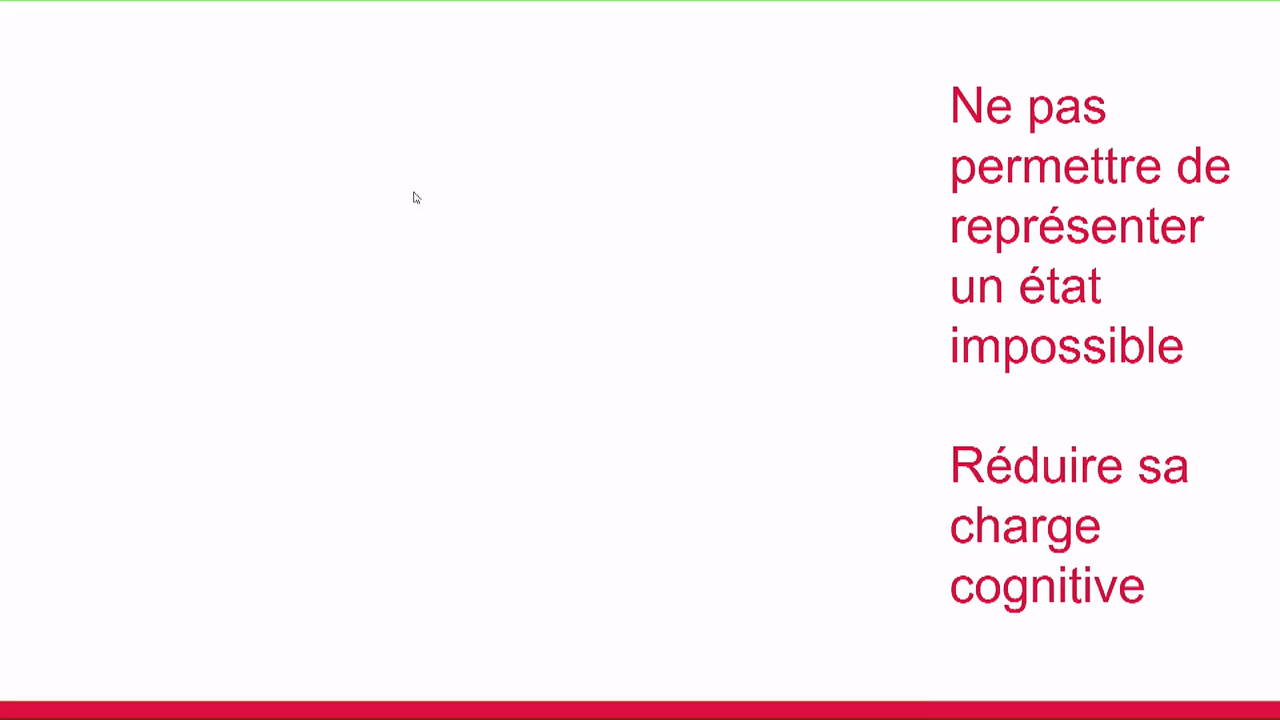 Ne pas
permettre de
représenter
un état
impossible
Réduire sa
charge
cognitive